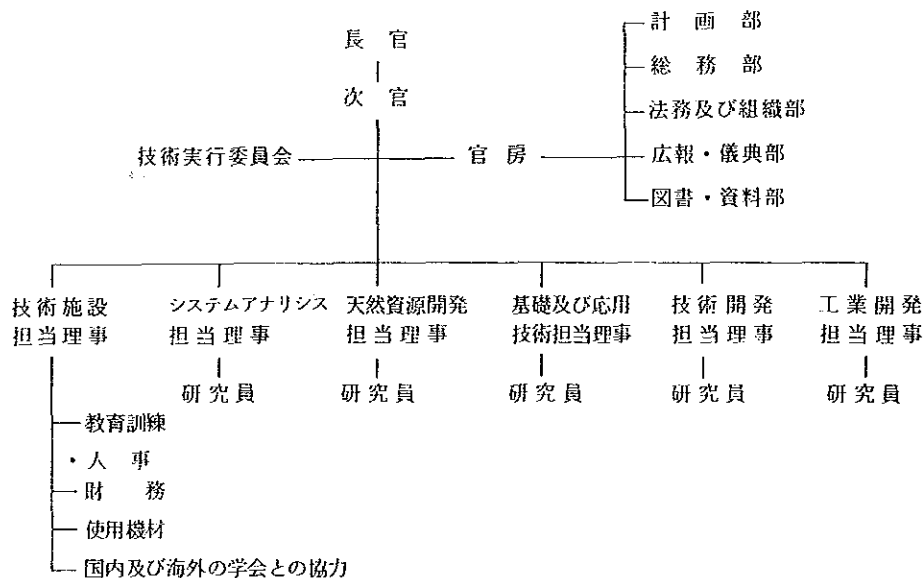 長官
次官
技術実行委員会
官房
計画部
総務部
法務及び組織部
広報・儀典部
図書・資料部
技術施設
担当理事
システムアナリシス
担当理事
研究員
天然資源開発
担当理事
研究員
基礎及び応用
技術担当理事
研究員
技術開発
担当理事
研究員
工業開発
担当理事
研究員
教育訓練
・人事
財務
使用機材
国内及び海外の学会との協力